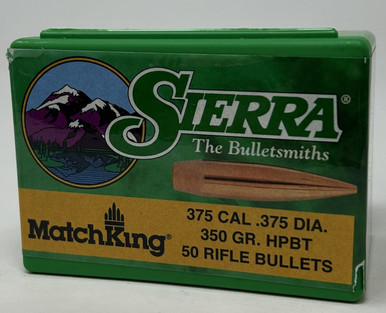 SIERRA®
The Bulletsmiths
MatchKing®
375 CAL .375 DIA.
350 GR. HPBT
50 RIFLE BULLETS